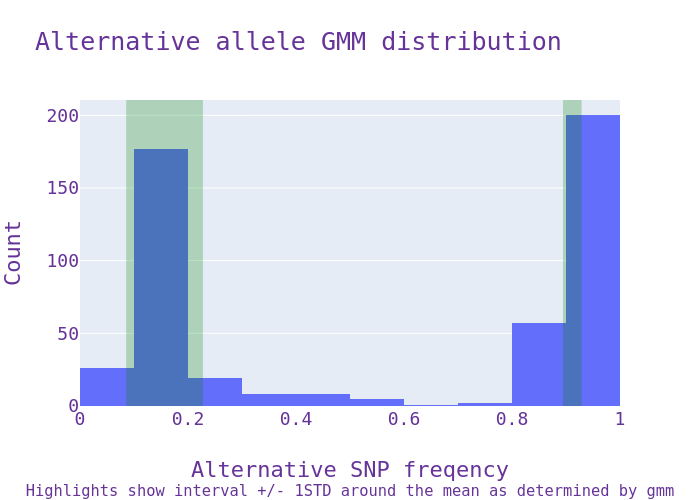 Alternative allele GMM distribution
200
150
100
50
0
Count
0
0.2
0.4
0.6
0.8
1
Alternative SNP freqency
Highlights show interval +/- 1STD around the mean as determined by gmm